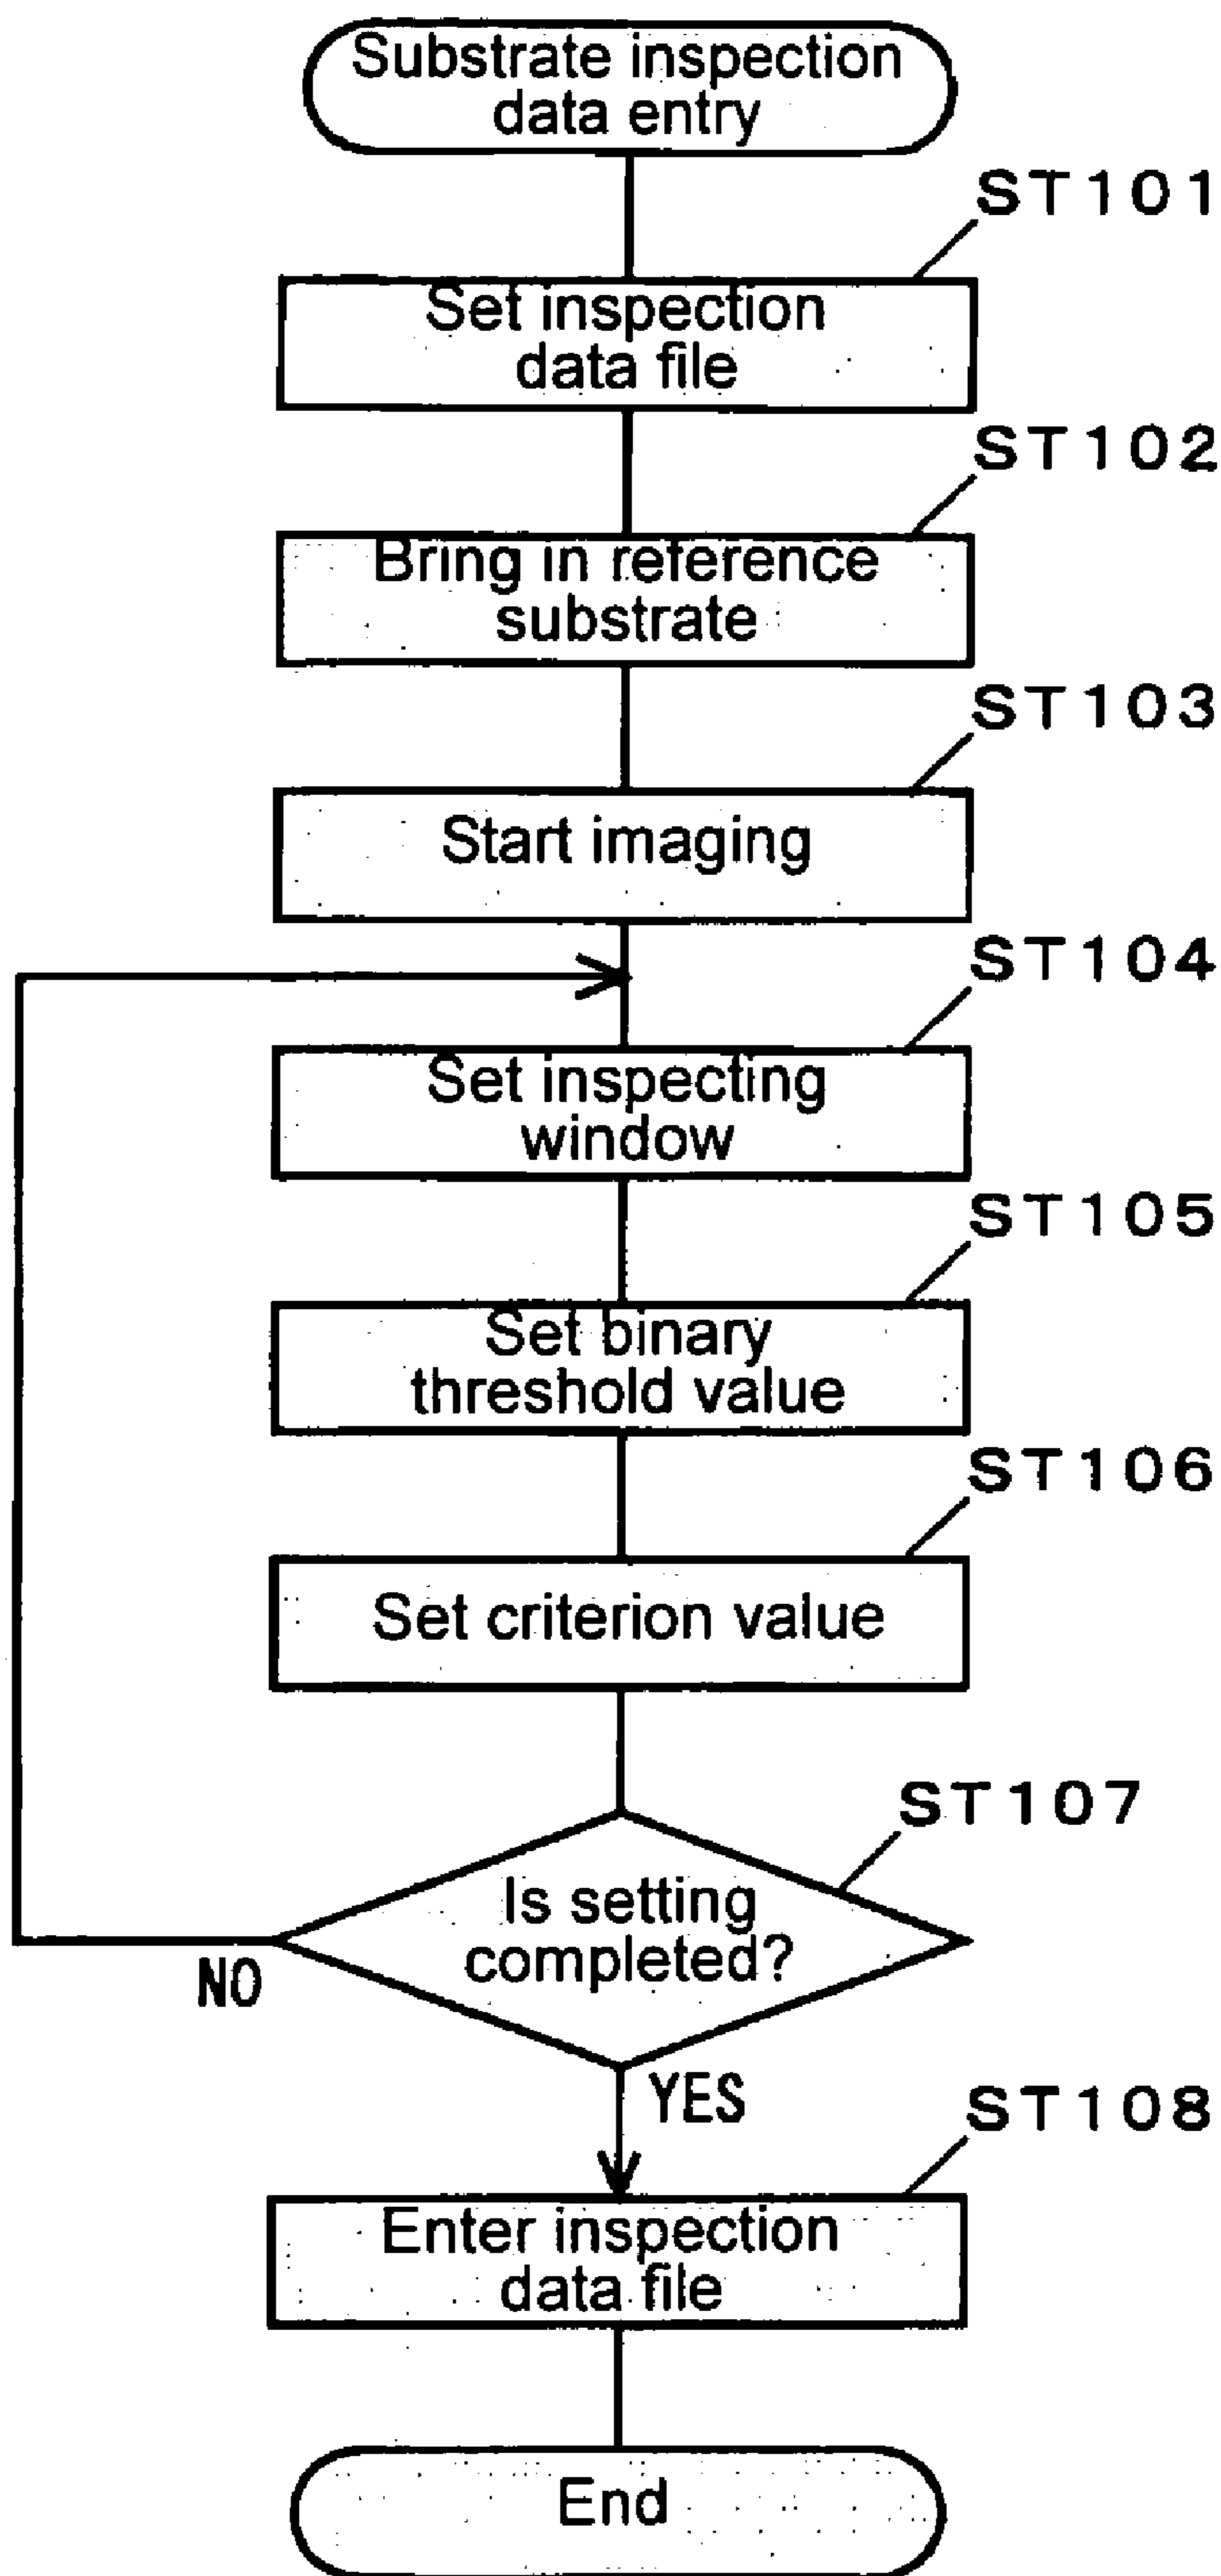 Substrate inspection
data entry
ST101
Set inspection
data file
ST102
Bring in reference
substrate
ST103
Start imaging
ST104
Set inspecting
window
ST105
Set binary
threshold value
ST106
Set criterion value
ST107
Is setting
completed?
NO
YES
ST108
Enter inspection
data file
End